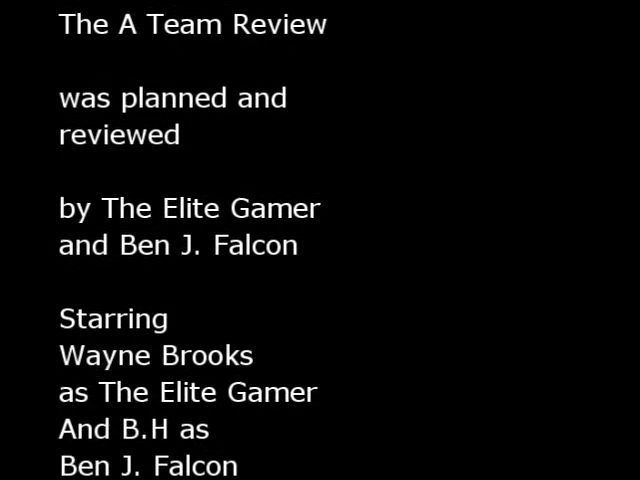 The A Team Review
was planned and
reviewed
by The Elite Gamer
and Ben J. Falcon
Starring
Wayne Brooks
as The Elite Gamer
And B.H as
Ben J. Falcon